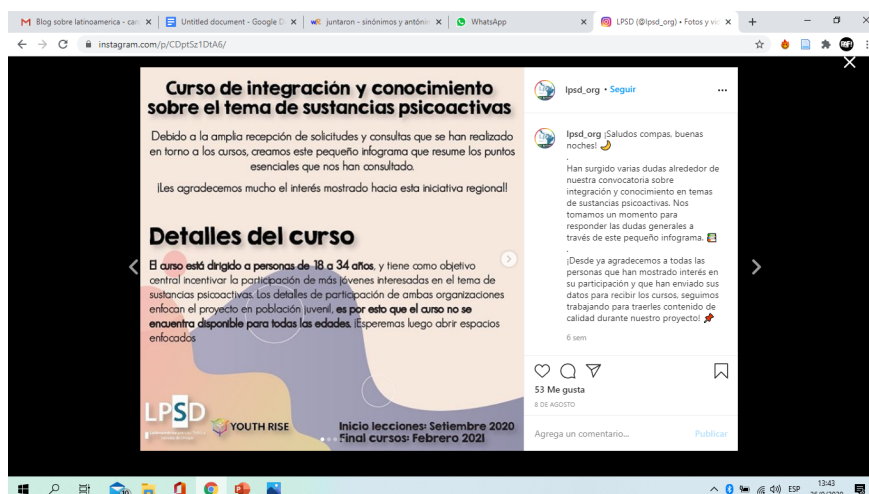 Blog sobre latinoamerica - can
Untitled document - Google D
juntaron - sinónimos y antónim
WhatsApp
LPSD (@lpsd_org) • Fotos y vid
instagram.com/p/CDptSz1DtA6/
Curso de integración y conocimiento
sobre el tema de sustancias psicoactivas
Debido a la amplia recepción de solicitudes y consultas que se han realizado
en torno a los cursos, creamos este pequeño infograma que resume los puntos
esenciales que nos han consultado.
¡Les agradecemos mucho el interés mostrado hacia esta iniciativa regional!
Detalles del curso
El curso está dirigido a personas de 18 a 34 años, y tiene como objetivo
central incentivar la participación de más jóvenes interesadas en el tema de
sustancias psicoactivas. Los detalles de participación de ambas organizaciones
enfocan el proyecto en población juvenil, es por esto que el curso no se
encuentra disponible para todas las edades. ¡Esperemas luego abrir espacios
enfocados
LPSD
YOUTH RISE
Inicio lecciones: Setiembre 2020
Final cursos: Febrero 2021
lpsd_org • Seguir
lpsd_org ¡Saludos compas, buenas
noches! 🌙
.
Han surgido varias dudas alrededor de
nuestra convocatoria sobre
integración y conocimiento en temas
de sustancias psicoactivas. Nos
tomamos un momento para
responder las dudas generales a
través de este pequeño infograma.
.
¡Desde ya agradecemos a todas las
personas que han mostrado interés en
su participación y que han enviado sus
datos para recibir los cursos, seguimos
trabajando para traerles contenido de
calidad durante nuestro proyecto! 📌
6 sem
53 Me gusta
8 DE AGOSTO
Agrega un comentario...
Publicar
ESP
13:43